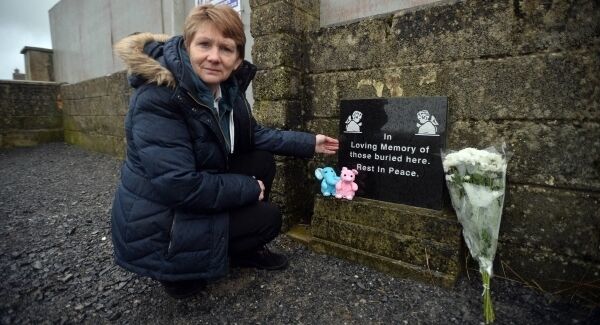 In
Loving Memory of
those buried here.
Rest In Peace.